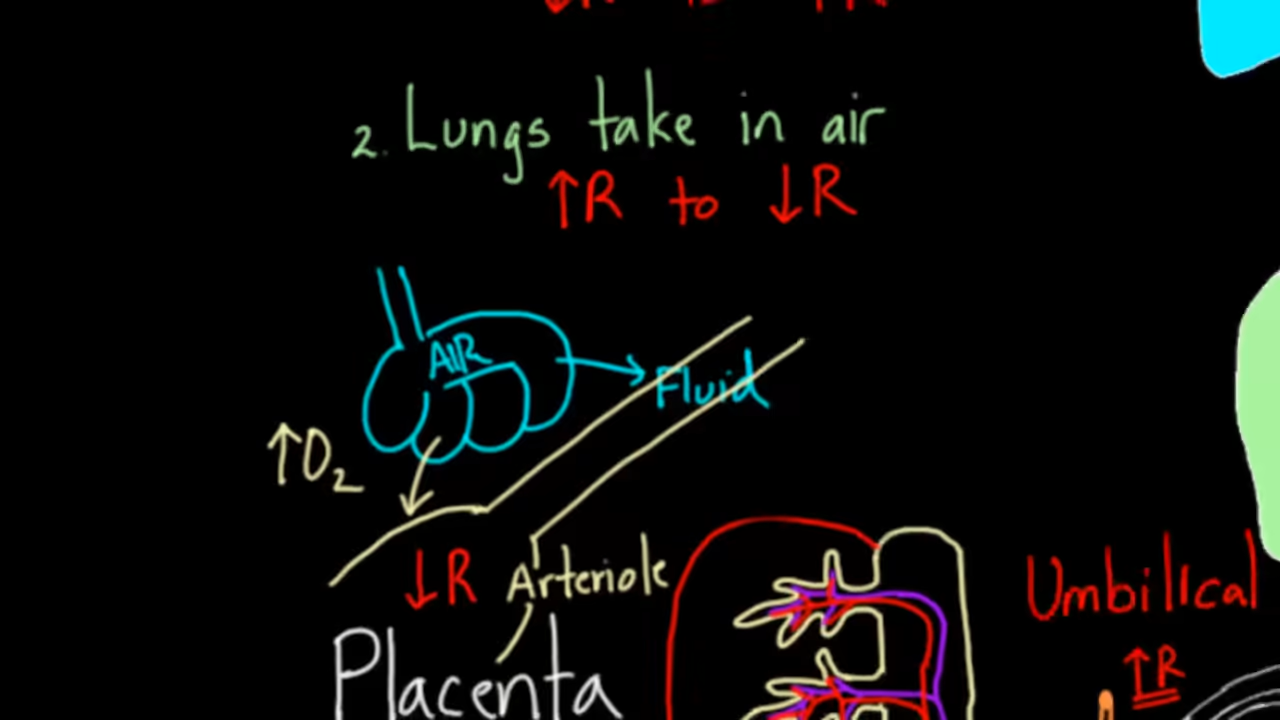 2. Lungs take in air
↑R to ↓R
AIR
Fluid
↑O2
↓R Arteriole
Placenta
Umbilical
↑R